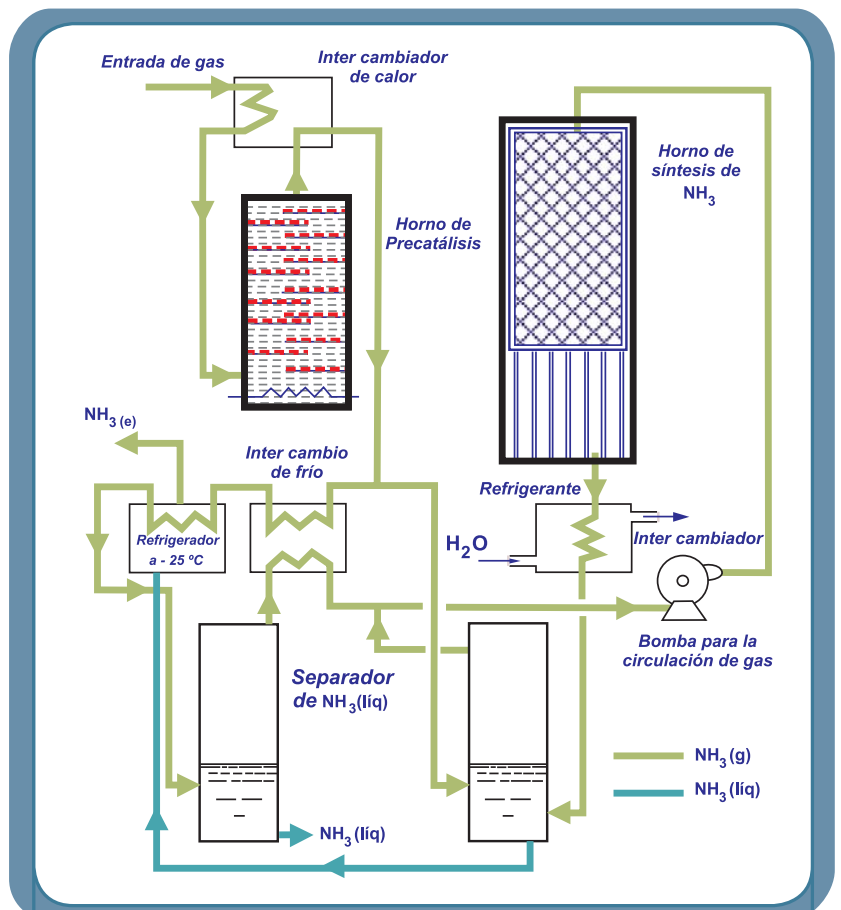 Entrada de gas
Inter cambiador
de calor
Horno de
síntesis de
NH3
Horno de
Precatálisis
NH3 (e)
Inter cambio
de frío
Refrigerante
Refrigerador
a - 25 ºC
H2O
Inter cambiador
Bomba para la
circulación de gas
Separador
de NH3(líq)
NH3 (g)
NH3 (líq)
NH3 (líq)